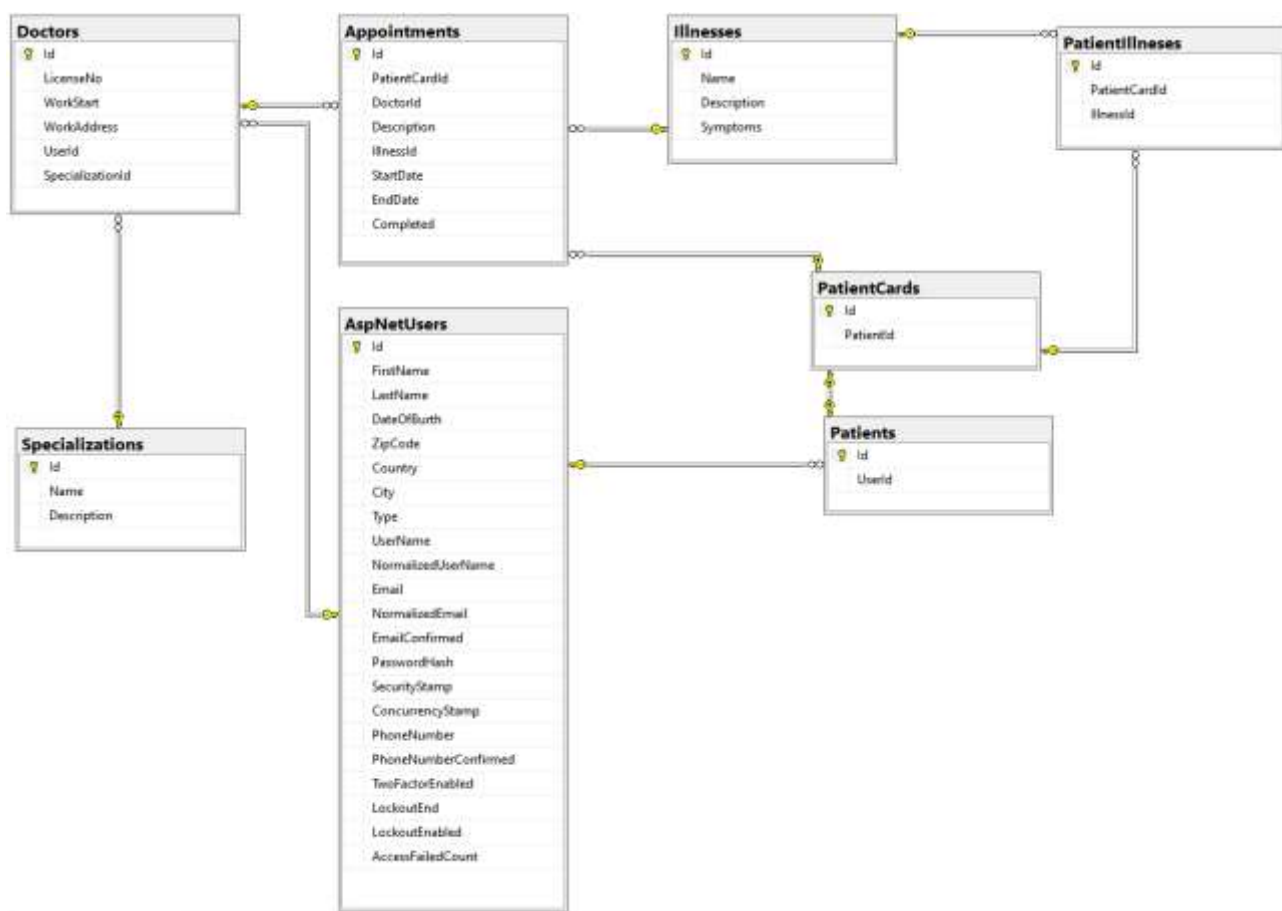 Doctors
Id
LicenseNo
WorkStart
WorkAddress
UserId
SpecializationId
Appointments
Id
PatientCardId
DoctorId
Description
IllnessId
StartDate
EndDate
Completed
Illnesses
Id
Name
Description
Symptoms
PatientIllneses
Id
PatientCardId
IllnessId
PatientCards
Id
PatientId
AspNetUsers
Id
FirstName
LastName
DateOfBurth
ZipCode
Country
City
Type
UserName
NormalizedUserName
Email
NormalizedEmail
EmailConfirmed
PasswordHash
SecurityStamp
ConcurrencyStamp
PhoneNumber
PhoneNumberConfirmed
TwoFactorEnabled
LockoutEnd
LockoutEnabled
AccessFailedCount
Patients
Id
UserId
Specializations
Id
Name
Description